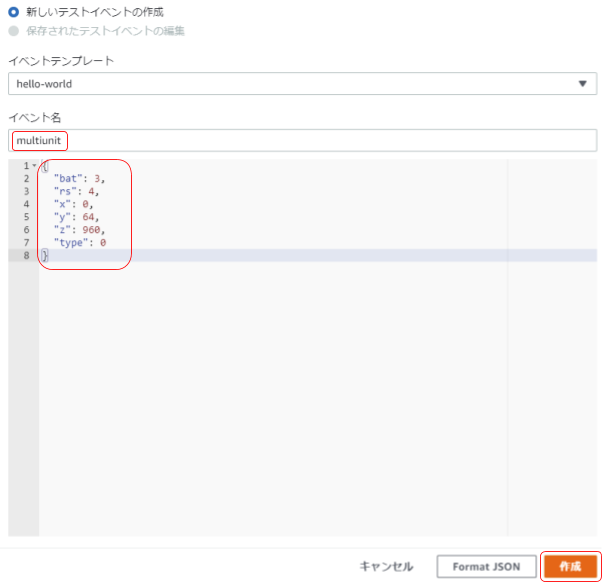 新しいテストイベントの作成
保存されたテストイベントの編集
イベントテンプレート
hello-world
イベント名
multiunit
1 {
2 "bat": 3,
3 "rs": 4,
4 "x": 0,
5 "y": 64,
6 "z": 960,
7 "type": 0
8 }
キャンセル Format JSON 作成